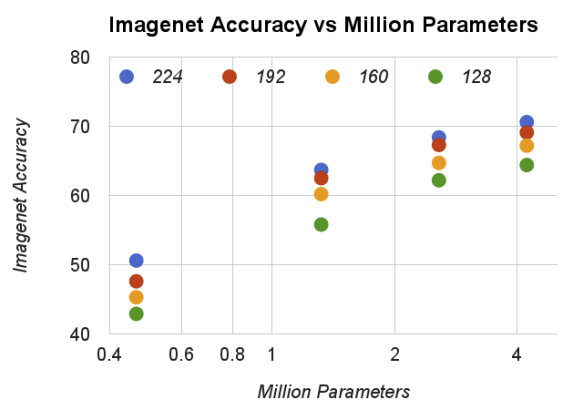 Imagenet Accuracy vs Million Parameters
80
224 192 160 128
70
Imagenet Accuracy
60
50
40
0.4 0.6 0.8 1 2 4
Million Parameters